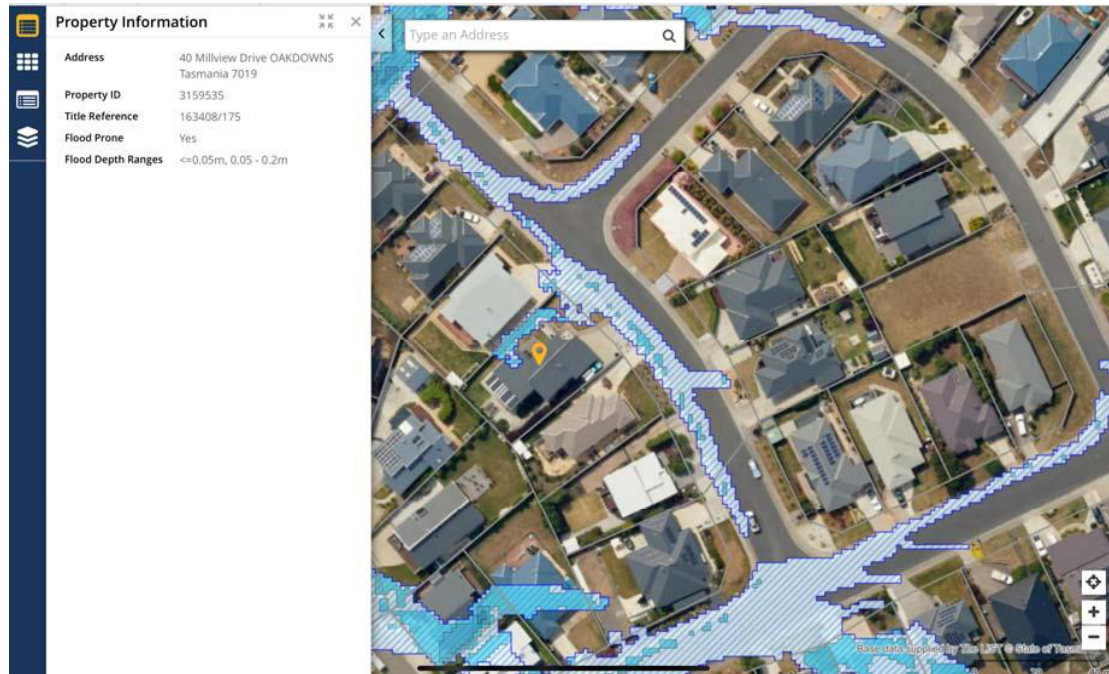 Property Information
Type an Address
Address 40 Millview Drive OAKDOWNS
Tasmania 7019
Property ID 3159535
Title Reference 163408/175
Flood Prone Yes
Flood Depth Ranges <=0.05m, 0.05 - 0.2m
Base data supplied by The LIST © State of Tasm